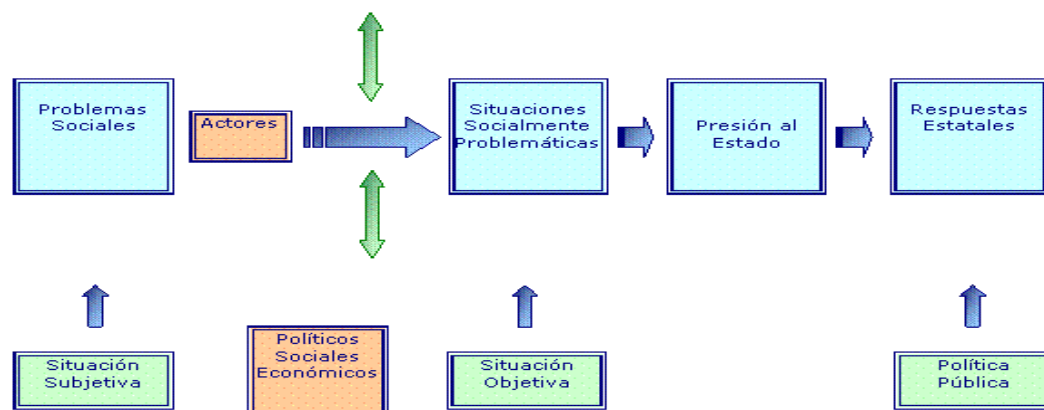 Problemas
Sociales
Actores
Situaciones
Socialmente
Problemáticas
Presión al
Estado
Respuestas
Estatales
Situación
Subjetiva
Políticos
Sociales
Económicos
Situación
Objetiva
Política
Pública